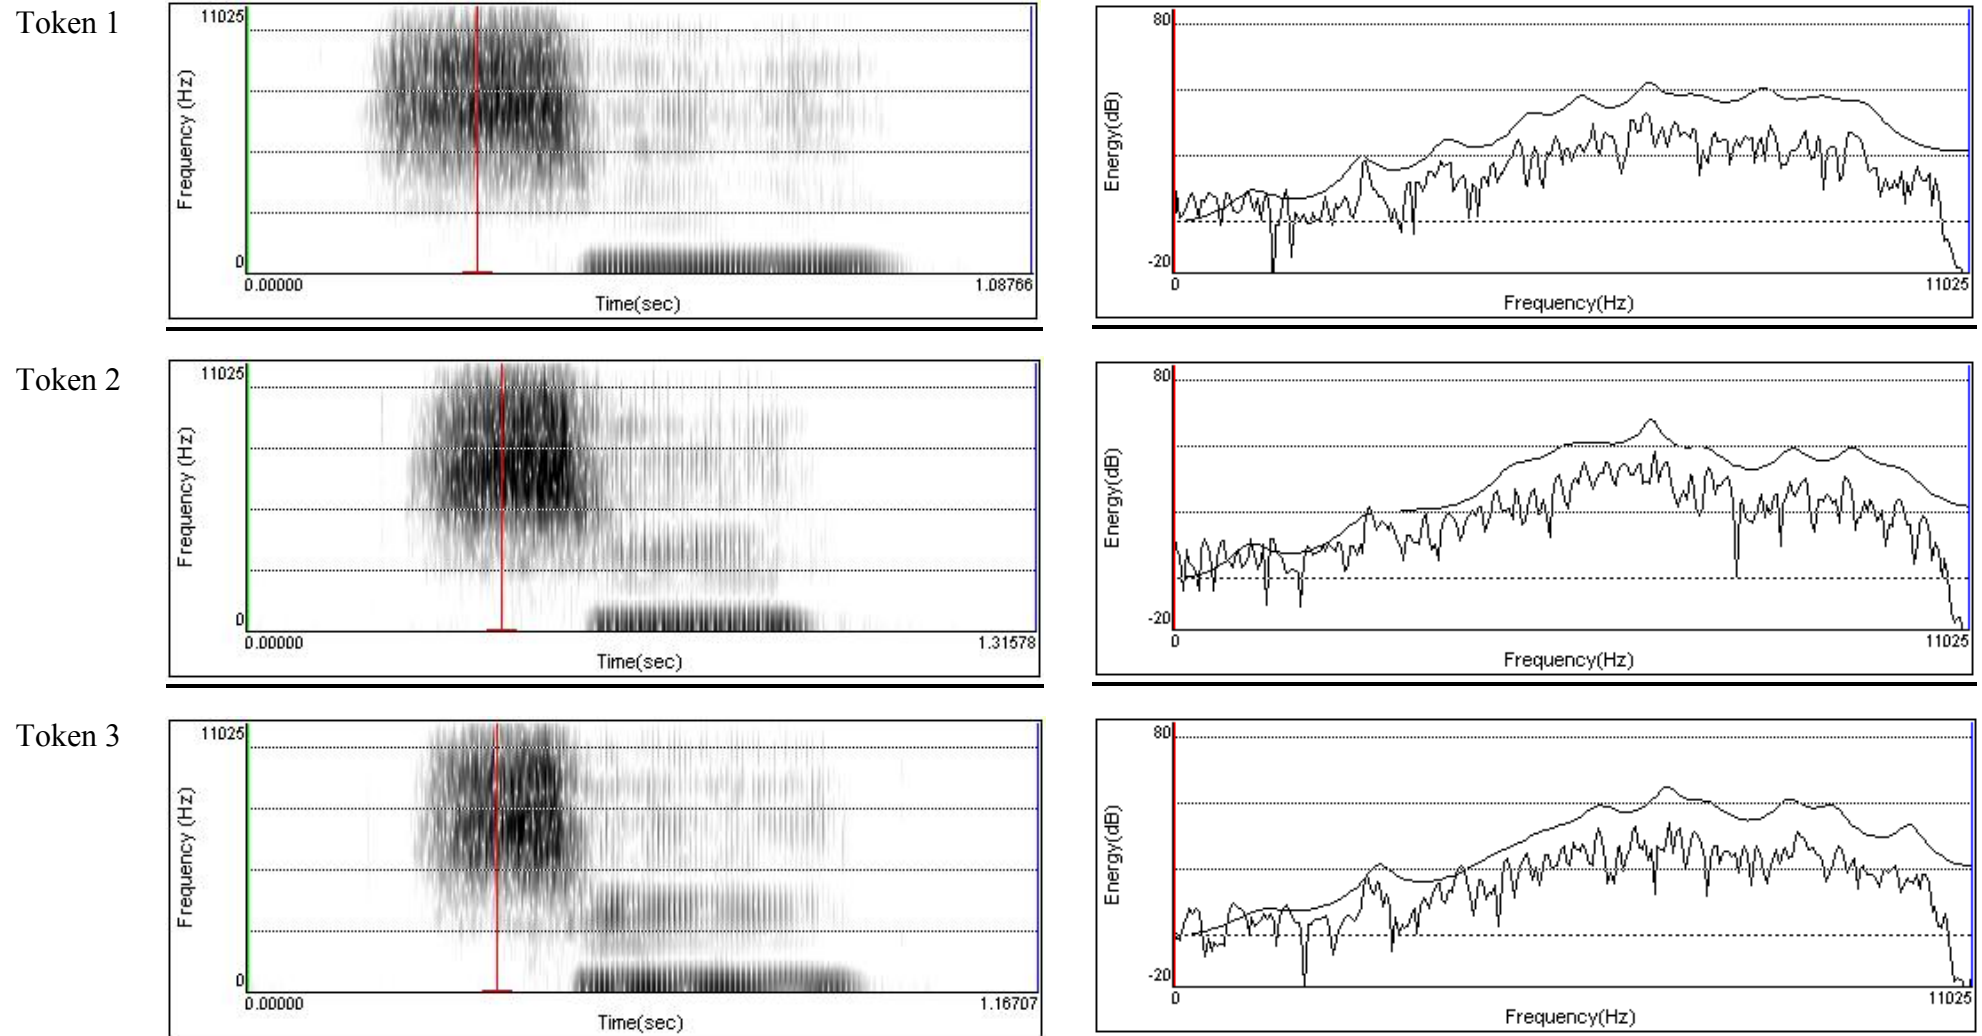 Token 1
11025
Frequency (Hz)
0
0.00000
1.08766
Time(sec)
80
Energy(dB)
-20
0
11025
Frequency(Hz)
Token 2
11025
Frequency (Hz)
0
0.00000
1.31578
Time(sec)
80
Energy(dB)
-20
0
11025
Frequency(Hz)
Token 3
11025
Frequency (Hz)
0
0.00000
1.16707
Time(sec)
80
Energy(dB)
-20
0
11025
Frequency(Hz)